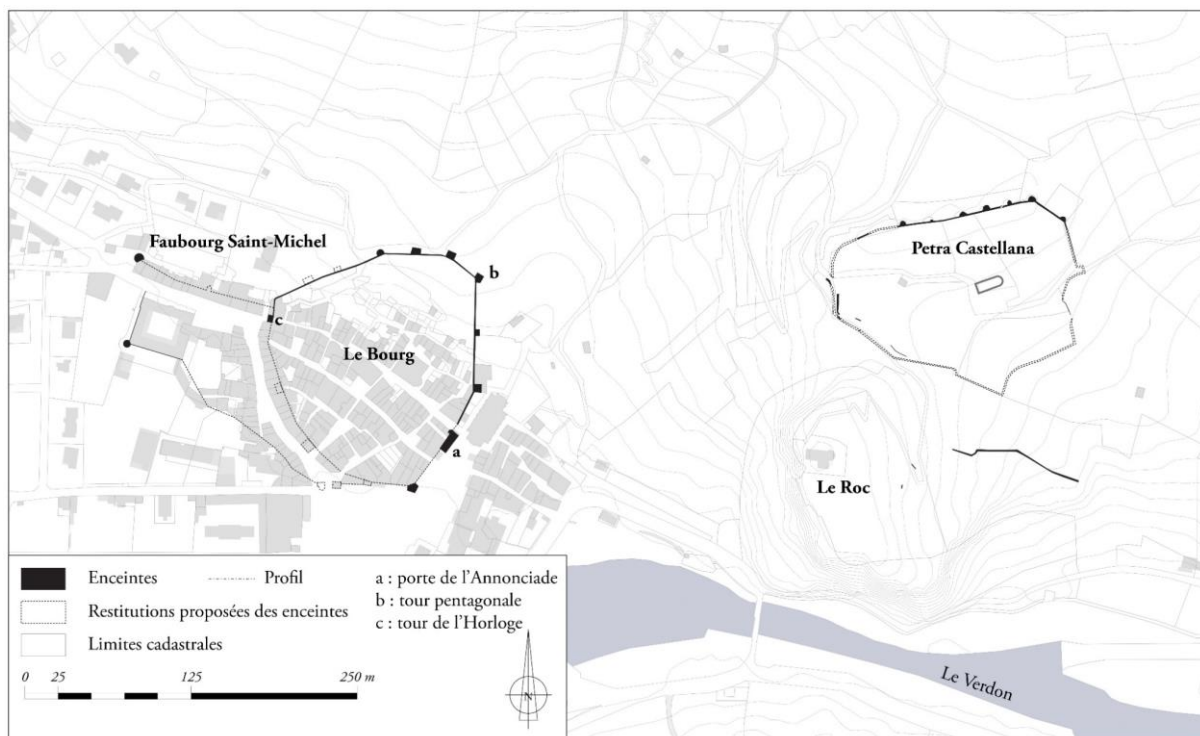 Faubourg Saint-Michel
b
Petra Castellana
c
Le Bourg
a
Le Roc
Enceintes
Profil
Restitutions proposées des enceintes
Limites cadastrales
a : porte de l'Annonciade
b : tour pentagonale
c : tour de l'Horloge
0 25 125 250 m
N
Le Verdon